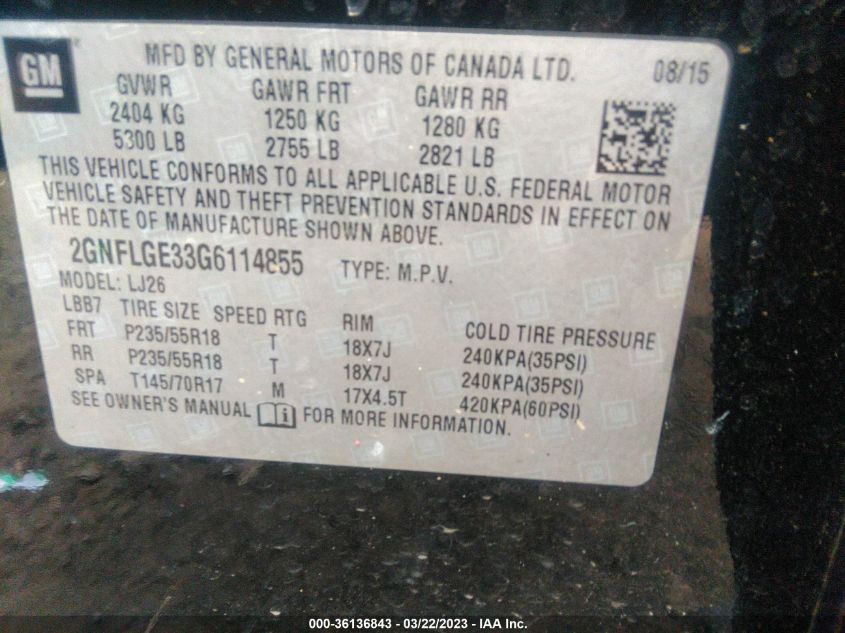 GM
MFD BY GENERAL MOTORS OF CANADA LTD. 08/15
GVWR GAWR FRT GAWR RR
2404 KG 1250 KG 1280 KG
5300 LB 2755 LB 2821 LB
THIS VEHICLE CONFORMS TO ALL APPLICABLE U.S. FEDERAL MOTOR
VEHICLE SAFETY AND THEFT PREVENTION STANDARDS IN EFFECT ON
THE DATE OF MANUFACTURE SHOWN ABOVE.
2GNFLGE33G6114855 TYPE: M.P.V.
MODEL: LJ26
LBB7 TIRE SIZE SPEED RTG RIM COLD TIRE PRESSURE
FRT P235/55R18 T 18X7J 240KPA(35PSI)
RR P235/55R18 T 18X7J 240KPA(35PSI)
SPA T145/70R17 M 17X4.5T 420KPA(60PSI)
SEE OWNER'S MANUAL FOR MORE INFORMATION.
000-36136843 / 03/22/2023 - IAA Inc.